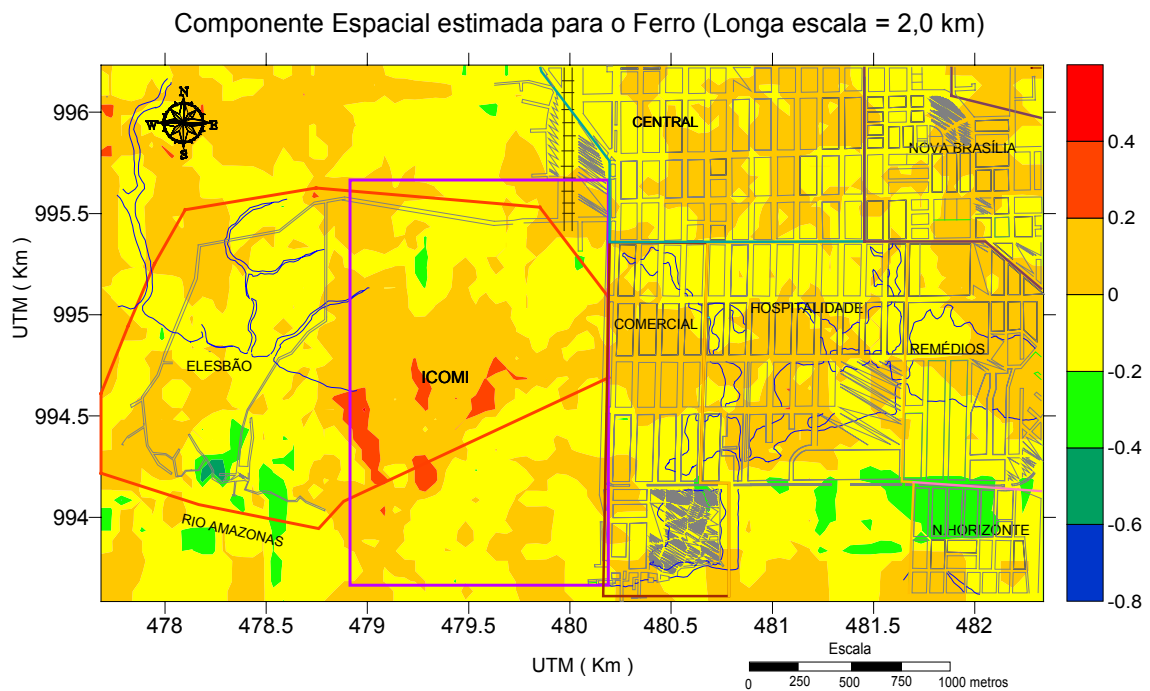 Componente Espacial estimada para o Ferro (Longa escala = 2,0 km)
N
W E
S
CENTRAL
NOVA BRASÍLIA
HOSPITALIDADE
COMERCIAL
REMÉDIOS
ELESBÃO
ICOMI
RIO AMAZONAS
N.HORIZONTE
996
995.5
995
994.5
994
UTM ( Km )
478 478.5 479 479.5 480 480.5 481 481.5 482
UTM ( Km )
0.4
0.2
0
-0.2
-0.4
-0.6
-0.8
Escala
0 250 500 750 1000 metros